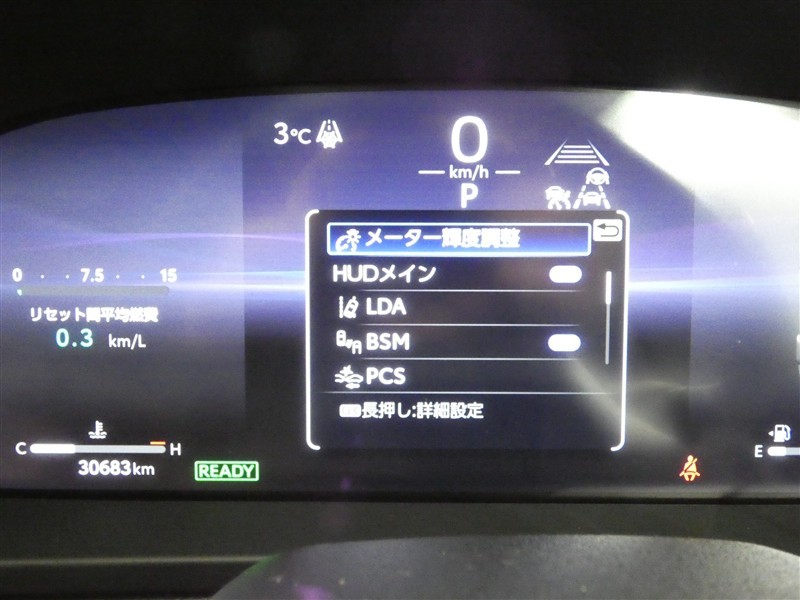 3℃
0
km/h
P
メーター輝度調整
HUDメイン
LDA
BSM
PCS
長押し:詳細設定
0 · · 7.5 · · 15
リセット間平均燃費
0.3 km/L
C H
30683km
READY
E